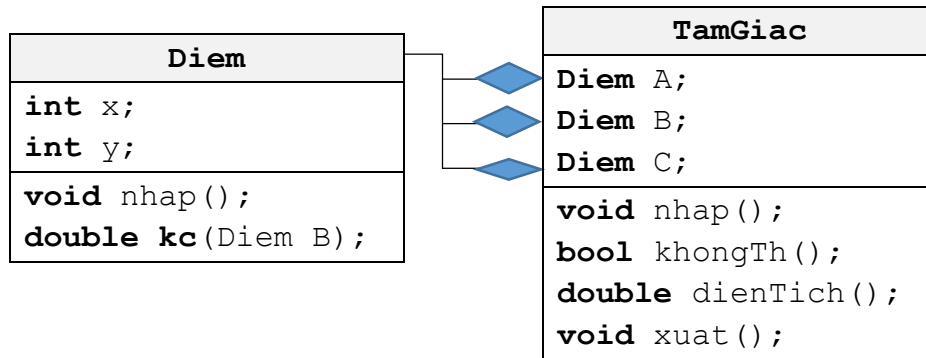 Diem
int x;
int y;
void nhap();
double kc(Diem B);
TamGiac
Diem A;
Diem B;
Diem C;
void nhap();
bool khongTh();
double dienTich();
void xuat();